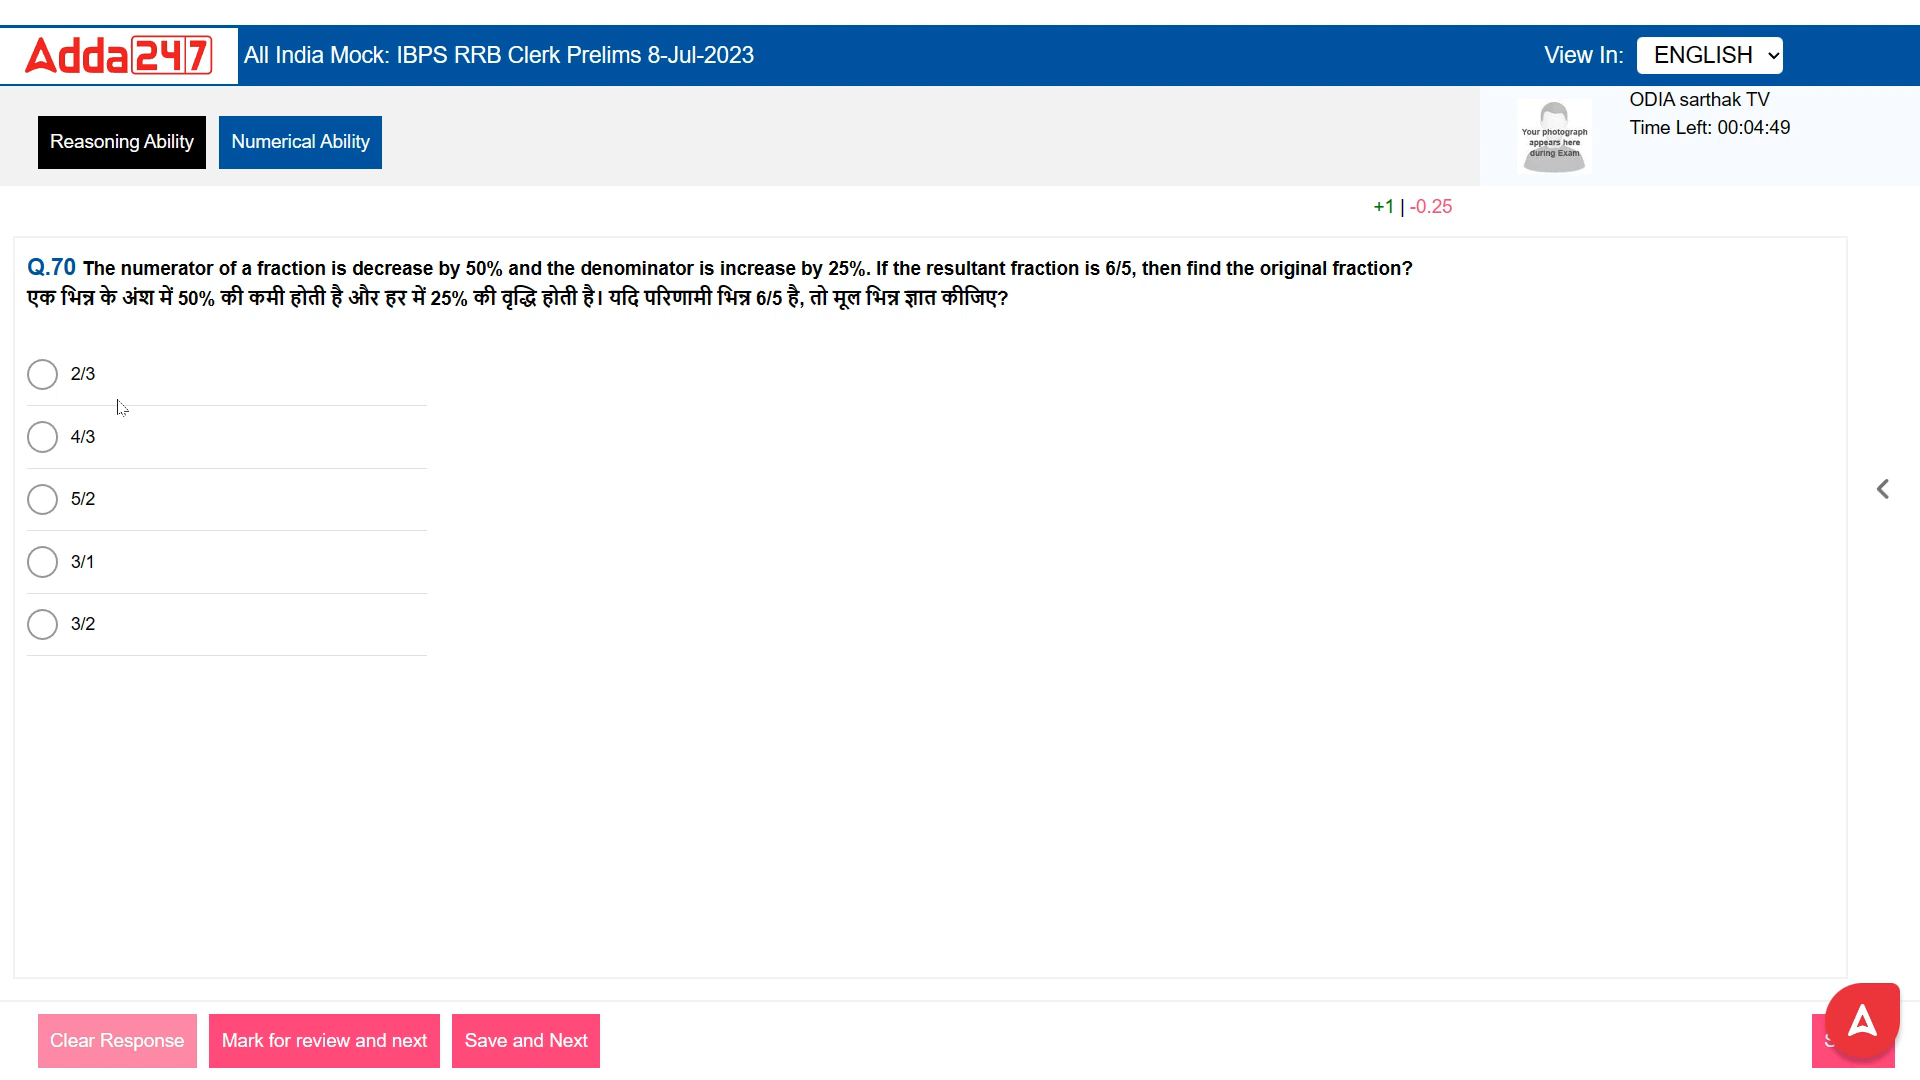 Adda247
All India Mock: IBPS RRB Clerk Prelims 8-Jul-2023
View In: ENGLISH
Reasoning Ability
Numerical Ability
Your photograph
appears here
during Exam
ODIA sarthak TV
Time Left: 00:04:49
+1 | -0.25
Q.70 The numerator of a fraction is decrease by 50% and the denominator is increase by 25%. If the resultant fraction is 6/5, then find the original fraction?
एक भिन्न के अंश में 50% की कमी होती है और हर में 25% की वृद्धि होती है। यदि परिणामी भिन्न 6/5 है, तो मूल भिन्न ज्ञात कीजिए?
2/3
4/3
5/2
3/1
3/2
Clear Response
Mark for review and next
Save and Next